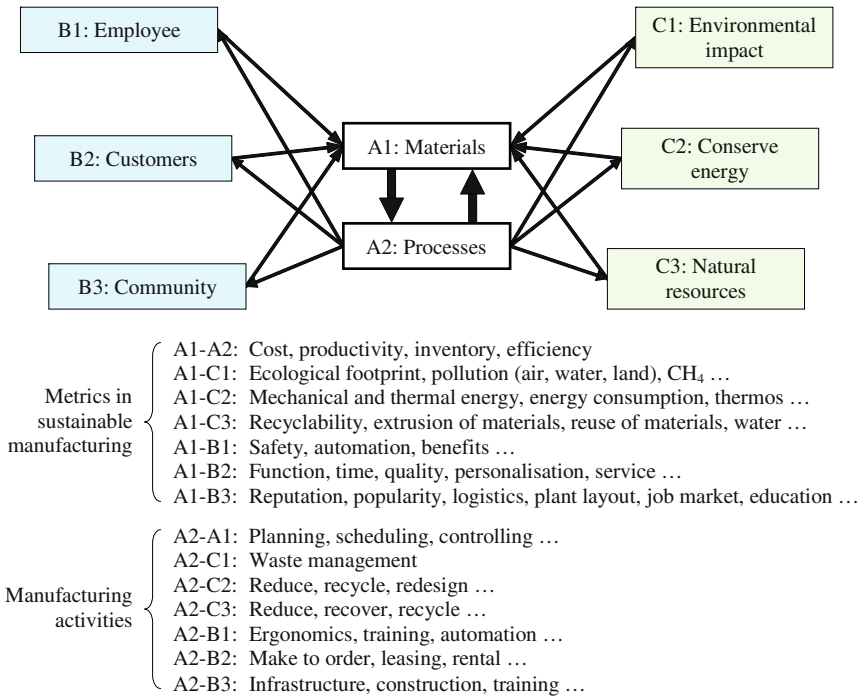 B1: Employee
C1: Environmental
impact
A1: Materials
B2: Customers
C2: Conserve
energy
A2: Processes
B3: Community
C3: Natural
resources
Metrics in
sustainable
manufacturing
A1-A2: Cost, productivity, inventory, efficiency
A1-C1: Ecological footprint, pollution (air, water, land), CH₄ …
A1-C2: Mechanical and thermal energy, energy consumption, thermos …
A1-C3: Recyclability, extrusion of materials, reuse of materials, water …
A1-B1: Safety, automation, benefits …
A1-B2: Function, time, quality, personalisation, service …
A1-B3: Reputation, popularity, logistics, plant layout, job market, education …
Manufacturing
activities
A2-A1: Planning, scheduling, controlling …
A2-C1: Waste management
A2-C2: Reduce, recycle, redesign …
A2-C3: Reduce, recover, recycle …
A2-B1: Ergonomics, training, automation …
A2-B2: Make to order, leasing, rental …
A2-B3: Infrastructure, construction, training …